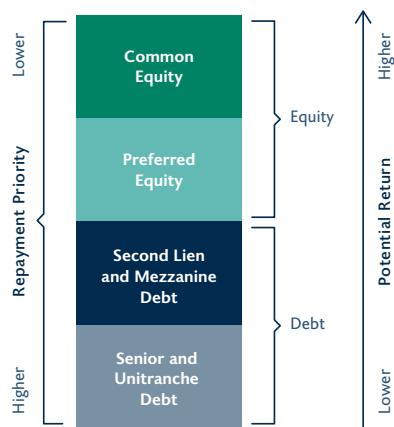 Lower
Repayment Priority
Higher
Common
Equity
Preferred
Equity
Second Lien
and Mezzanine
Debt
Senior and
Unitranche
Debt
Equity
Debt
Higher
Potential Return
Lower